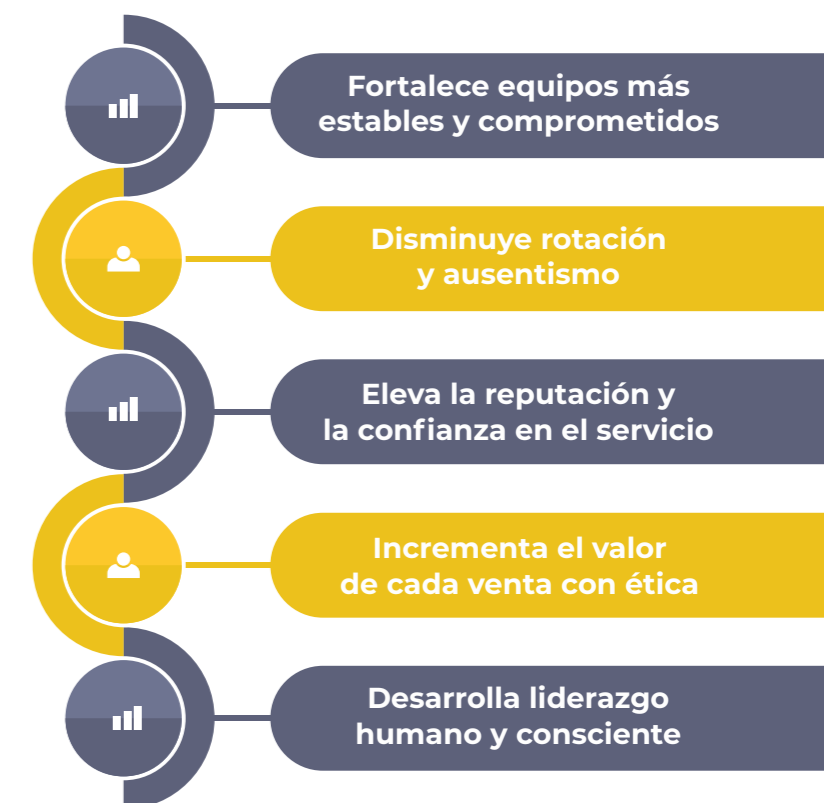 Fortalece equipos más
estables y comprometidos
Disminuye rotación
y ausentismo
Eleva la reputación y
la confianza en el servicio
Incrementa el valor
de cada venta con ética
Desarrolla liderazgo
humano y consciente